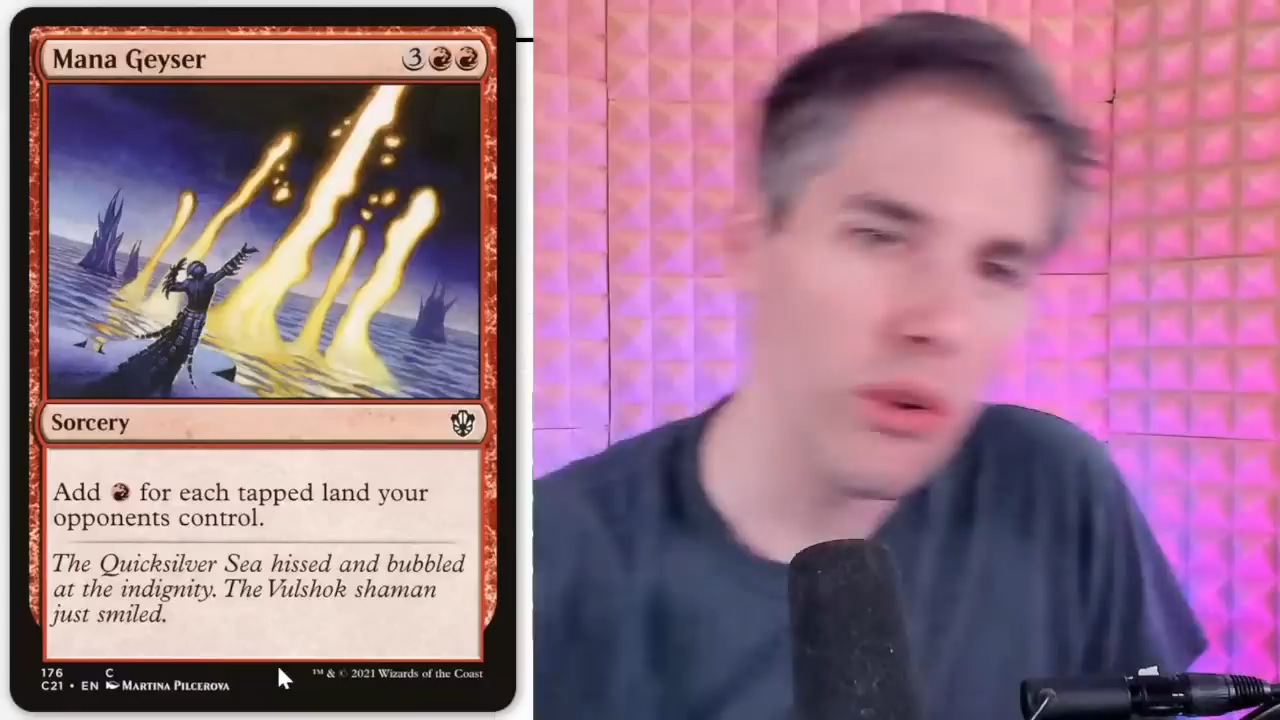 Mana Geyser 3
Sorcery
Add for each tapped land your
opponents control.
The Quicksilver Sea hissed and bubbled
at the indignity. The Vulshok shaman
just smiled.
176 C
C21 • EN MARTINA PILCEROVA
™ & © 2021 Wizards of the Coast